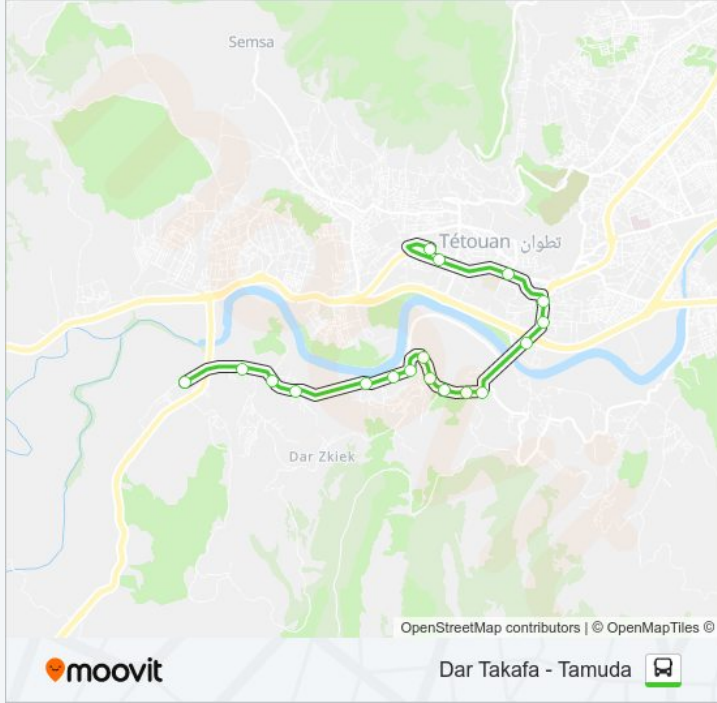 Semsa
Tétouan تطوان
Dar Zkiek
OpenStreetMap contributors | © OpenMapTiles ©
moovit
Dar Takafa - Tamuda